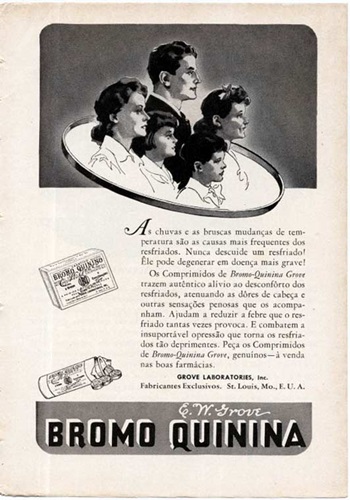 As chuvas e as bruscas mudanças de tem-
peratura são as causas mais frequentes dos
resfriados. Nunca descuide um resfriado!
Êle pode degenerar em doença mais grave!
Os Comprimidos de Bromo-Quinina Grove
trazem autêntico alívio ao desconfôrto dos
resfriados, atenuando as dôres de cabeça e
outras sensações penosas que os acompa-
nham. Ajudam a reduzir a febre que o res-
friado tantas vezes provoca. E combatem a
insuportável opressão que torna os resfria-
dos tão deprimentes. Peça os Comprimidos
de Bromo-Quinina Grove, genuínos—à venda
nas boas farmácias.
GROVE LABORATORIES, Inc.
Fabricantes Exclusivos. St. Louis, Mo., E. U. A.
BROMO QUININO
E. W. Grove
BROMO QUININA